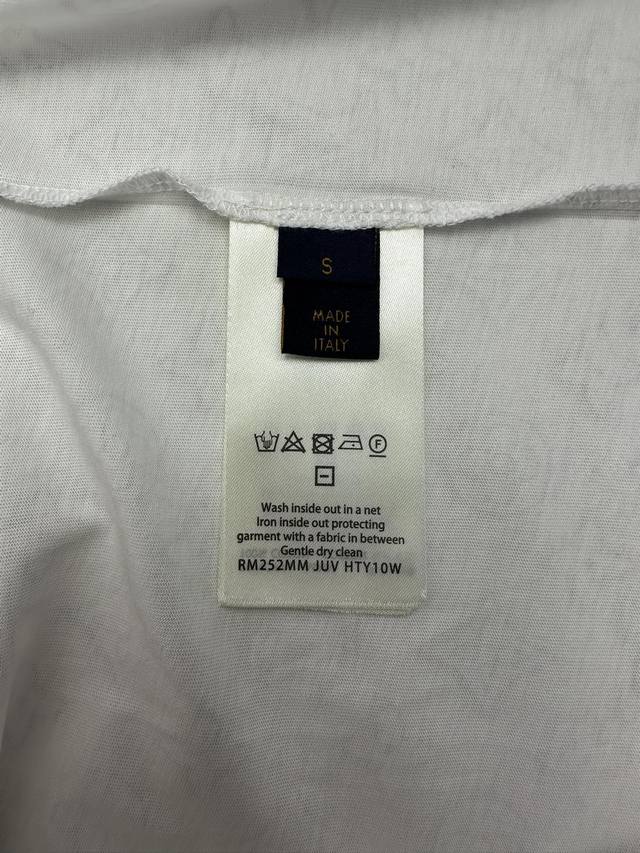 S
MADE
IN
ITALY
F
Wash inside out in a net
Iron inside out protecting
garment with a fabric in between
Gentle dry clean
RM252MM JUV HTY10W